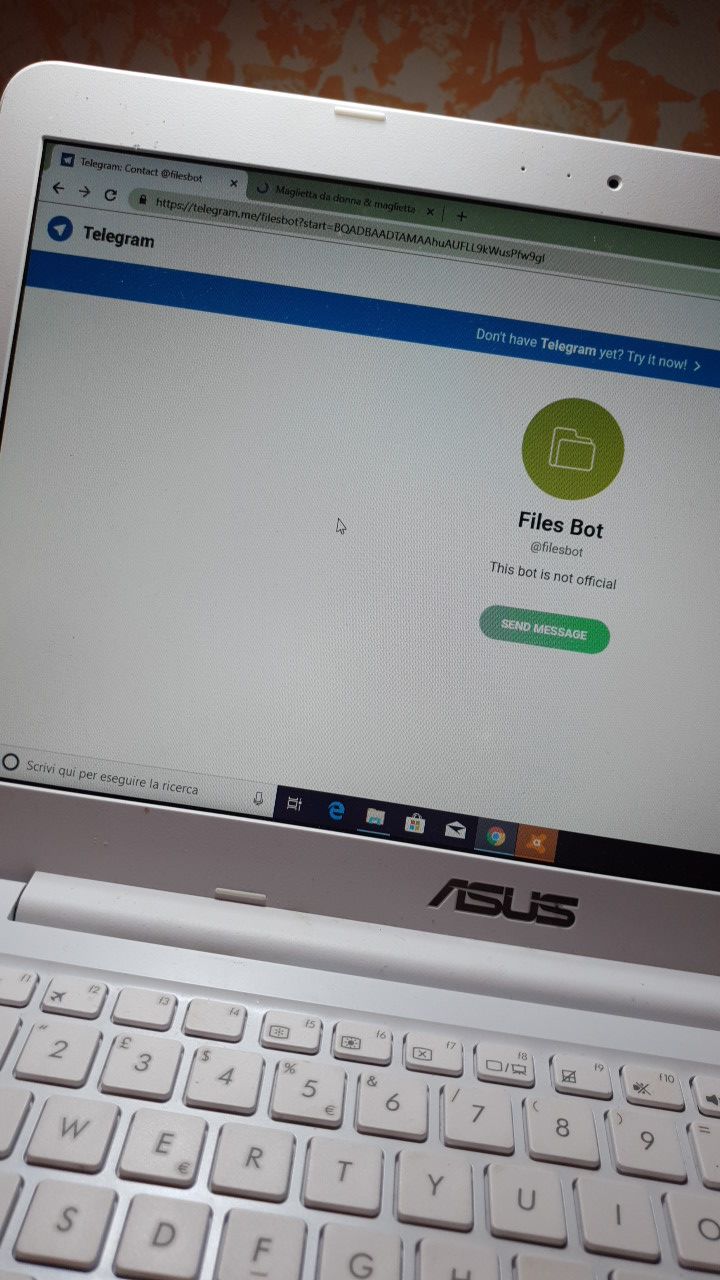 Telegram: Contact @filesbot
Maglietta da donna & maglietta
https://telegram.me/filesbot?start=BQADBAADTAMAAhuAUFLL9kWusPfw9gI
Telegram
Don't have Telegram yet? Try it now!
Files Bot
@filesbot
This bot is not official
SEND MESSAGE
Scrivi qui per eseguire la ricerca
ASUS
f1 f2 f3 f4 f5 f6 f7 f8 f9 f10
" 2 £ 3 $ 4 % 5 € & 6 / 7 ( 8 ) 9 =
W E € R T Y U I O
S D F G